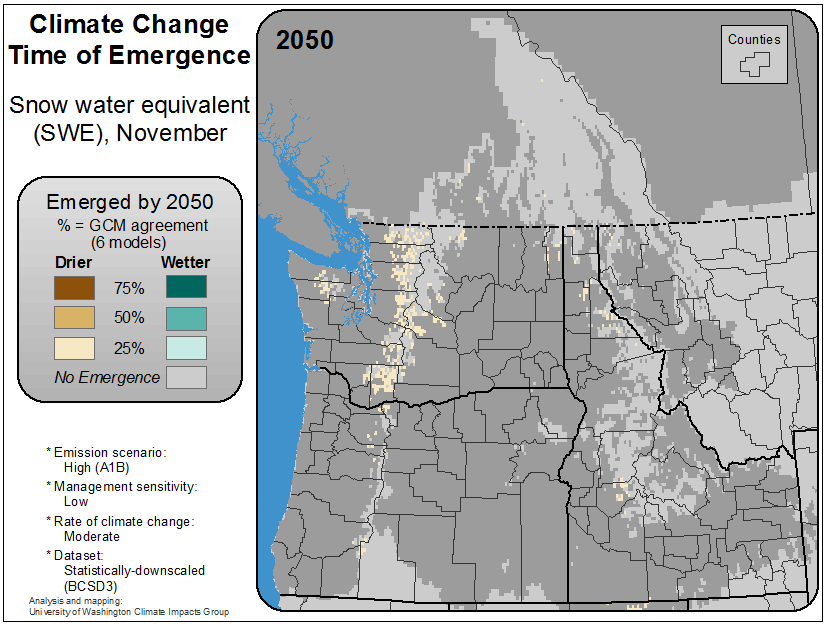 Climate Change
Time of Emergence
Snow water equivalent
(SWE), November
Emerged by 2050
% = GCM agreement
(6 models)
Drier Wetter
75%
50%
25%
No Emergence
* Emission scenario:
High (A1B)
* Management sensitivity:
Low
* Rate of climate change:
Moderate
* Dataset:
Statistically-downscaled
(BCSD3)
Analysis and mapping:
University of Washington Climate Impacts Group
2050
Counties